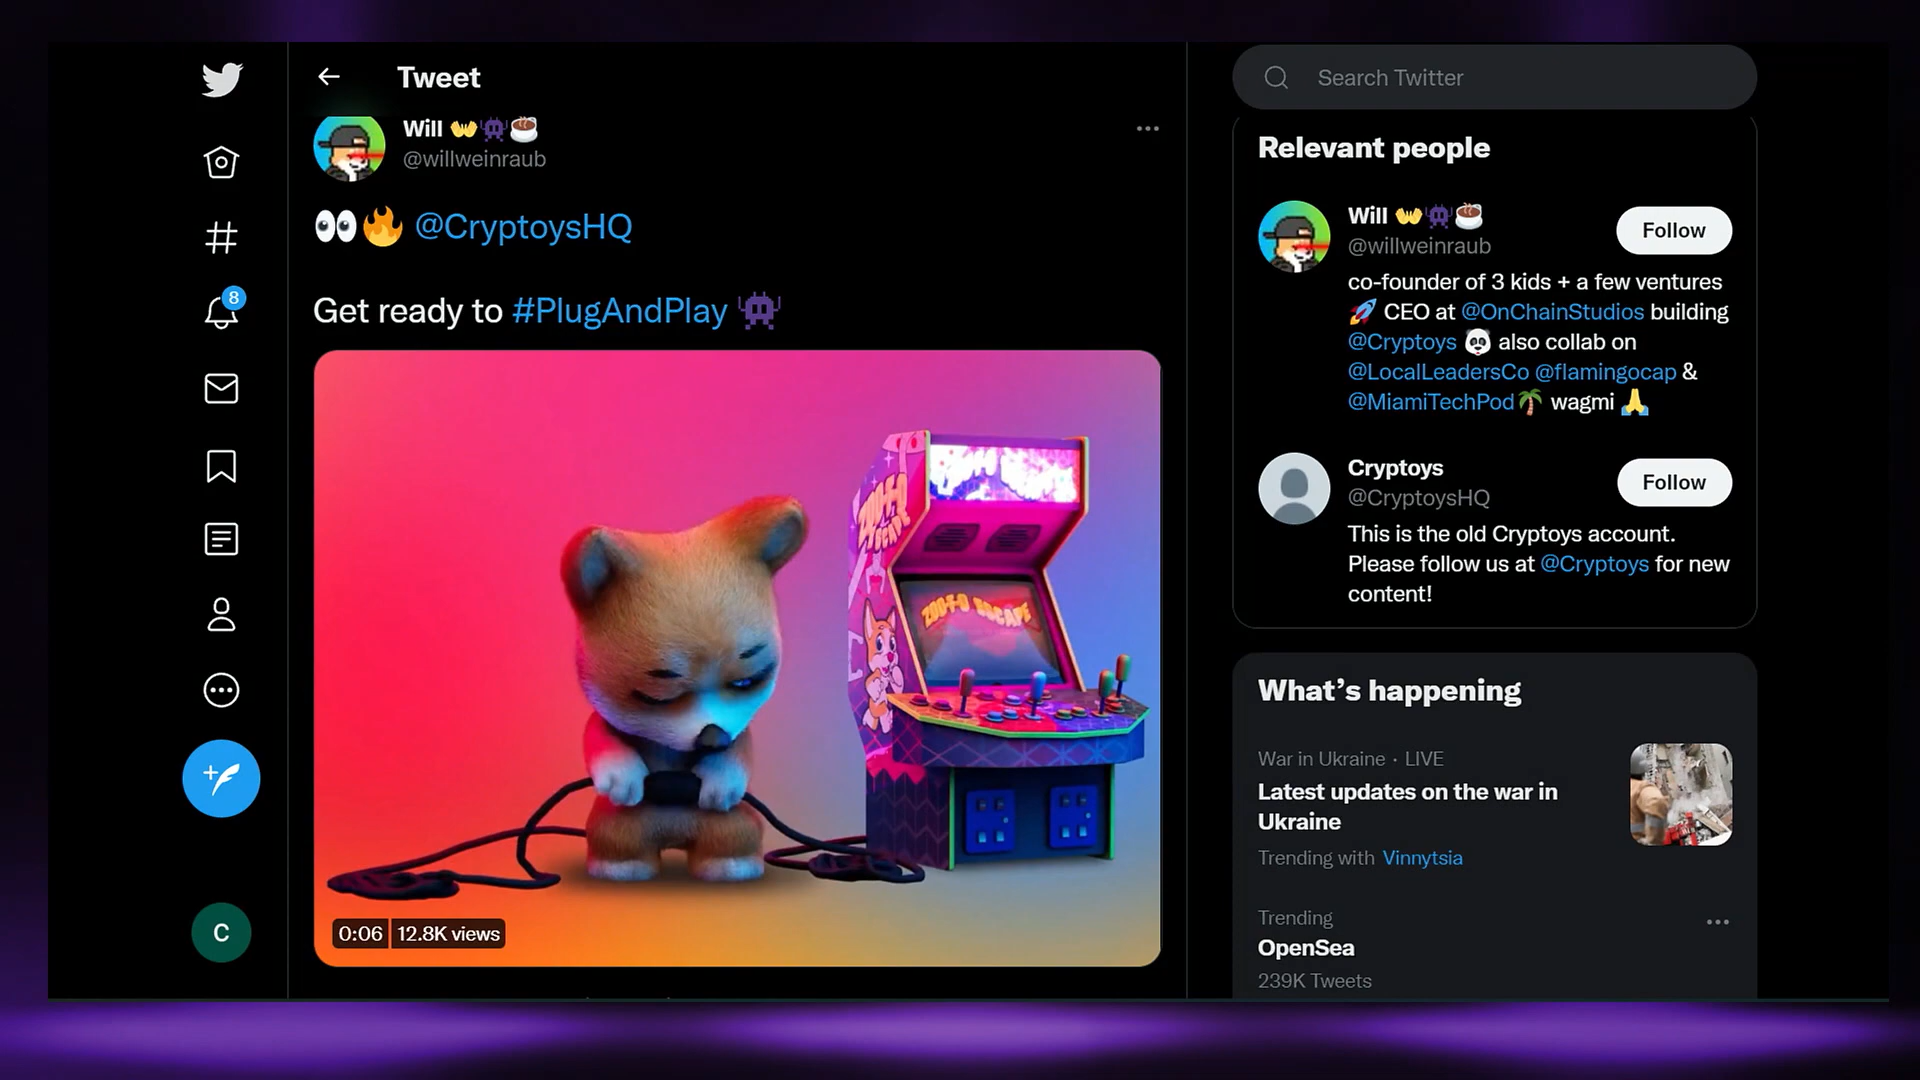 Tweet
Will 👐👾☕
@willweinraub
👀🔥 @CryptoysHQ
Get ready to #PlugAndPlay 👾
ZOO-F-O ESCAPE
0:06 12.8K views
8
C
Search Twitter
Relevant people
Will 👐👾☕
@willweinraub
Follow
co-founder of 3 kids + a few ventures
🚀 CEO at @OnChainStudios building
@Cryptoys 🐼 also collab on
@LocalLeadersCo @flamingocap &
@MiamiTechPod🌴 wagmi 🙏
Cryptoys
@CryptoysHQ
Follow
This is the old Cryptoys account.
Please follow us at @Cryptoys for new
content!
What's happening
War in Ukraine · LIVE
Latest updates on the war in
Ukraine
Trending with Vinnytsia
Trending
OpenSea
239K Tweets